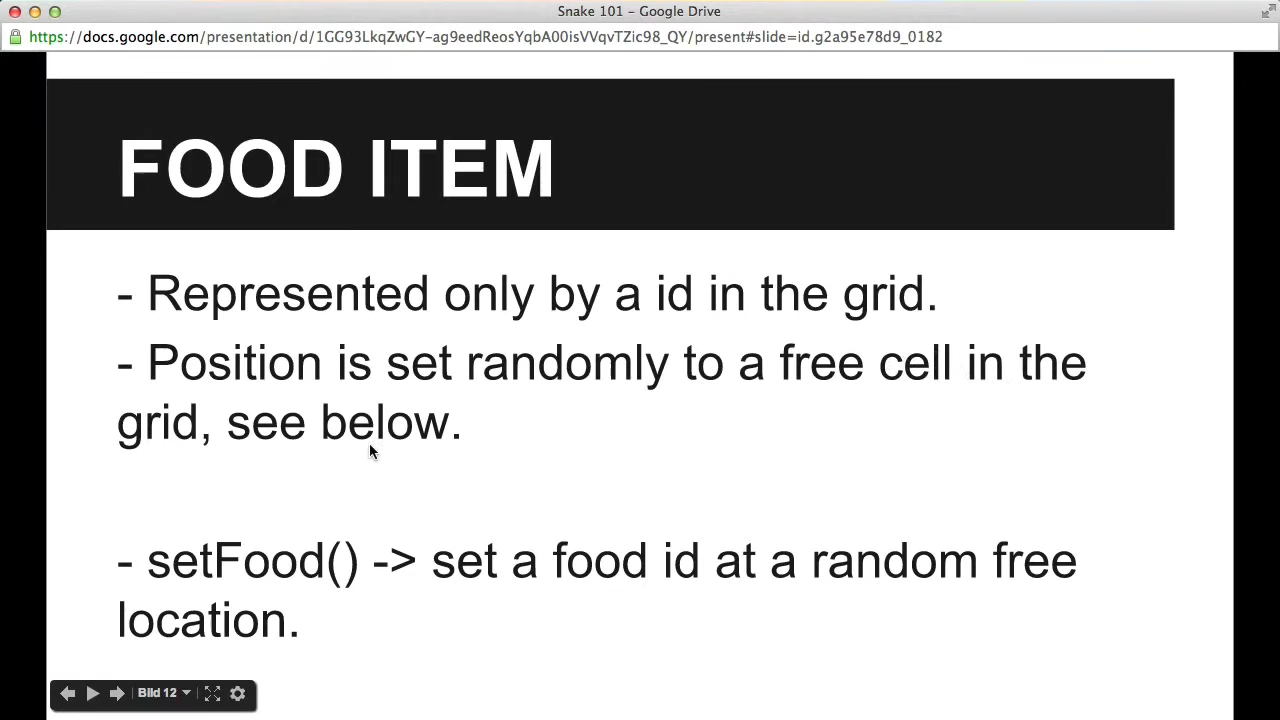 Snake 101 - Google Drive
https://docs.google.com/presentation/d/1GG93LkqZwGY-ag9eedReosYqbA00isVVqvTZic98_QY/present#slide=id.g2a95e78d9_0182
FOOD ITEM
- Represented only by a id in the grid.
- Position is set randomly to a free cell in the
grid, see below.
- setFood() -> set a food id at a random free
location.
Bild 12